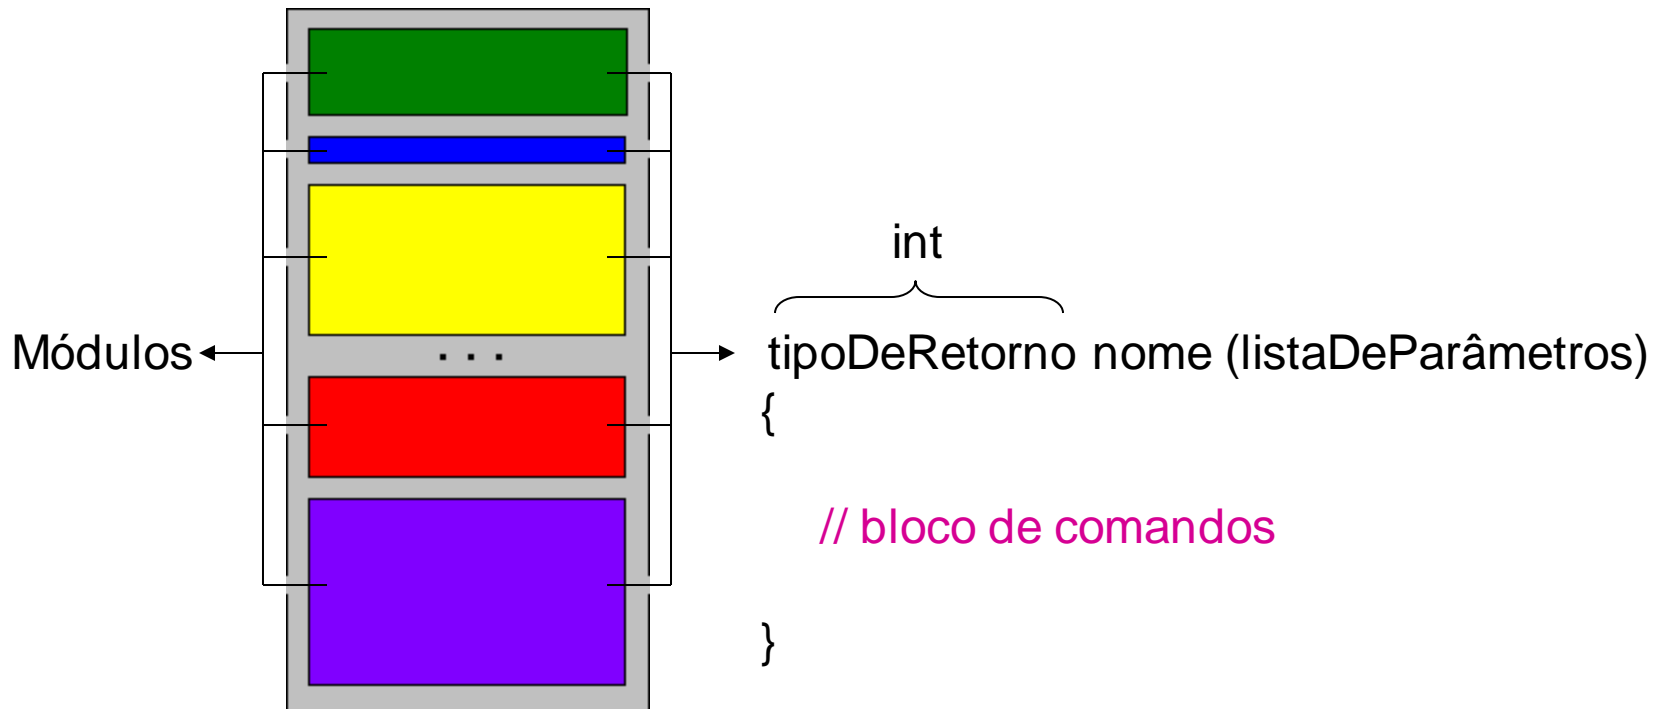 int
Módulos
. . .
tipoDeRetorno nome (listaDeParâmetros)
{
// bloco de comandos
}